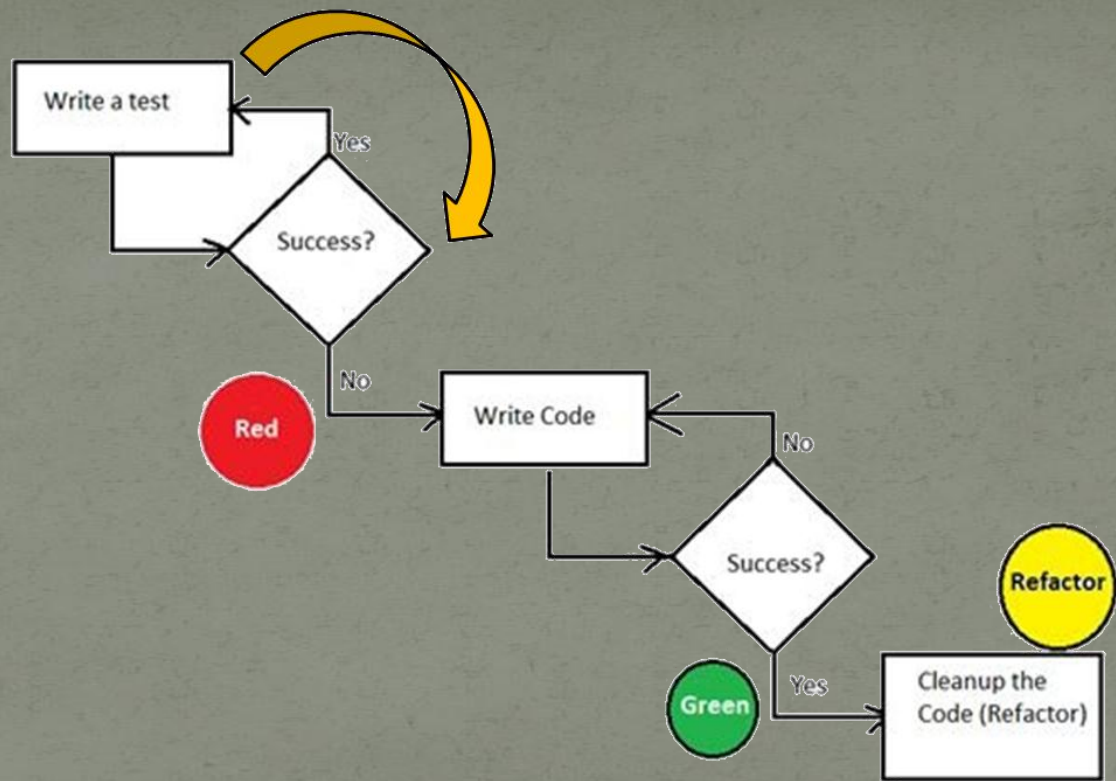 Write a test
Yes
Success?
No
Red
Write Code
No
Success?
Refactor
Yes
Green
Cleanup the
Code (Refactor)